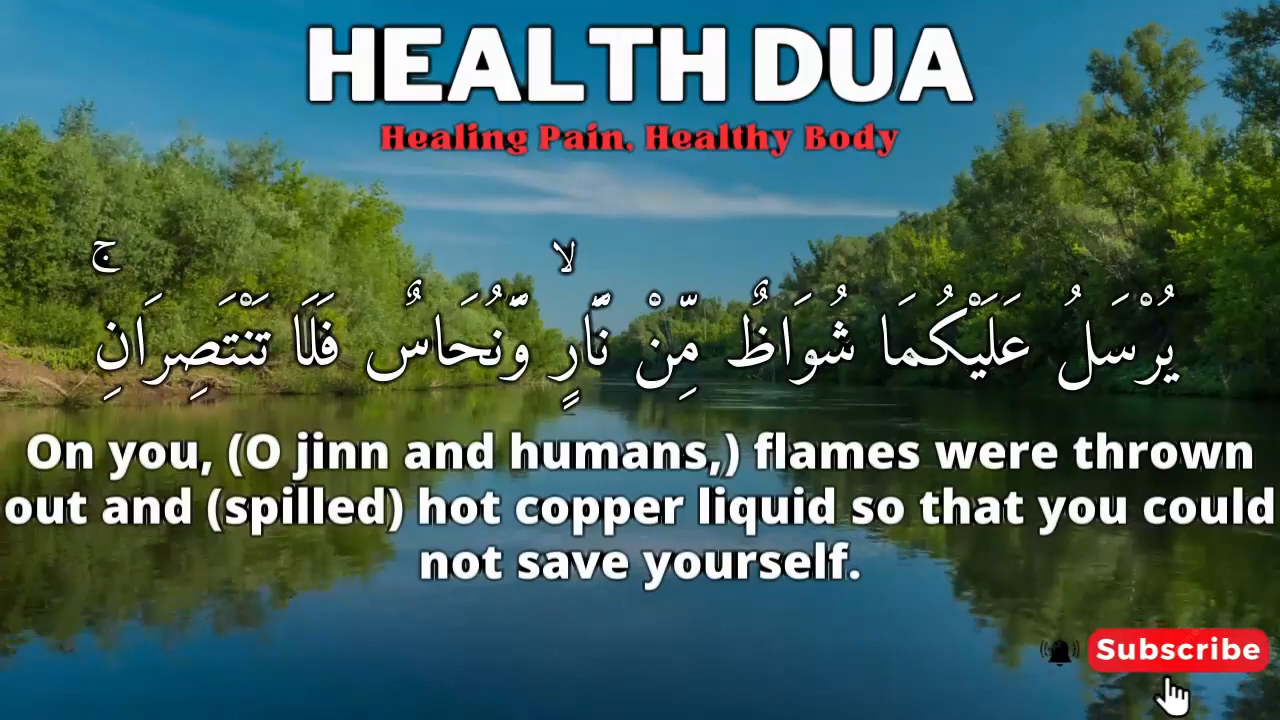 HEALTH DUA
Healing Pain, Healthy Body
يُرْسَلُ عَلَيْكُمَا شُوَاظٌ مِّنْ نَّارٍ ۙ وَّنُحَاسٌ فَلَا تَنْتَصِرَانِ ۚ
On you, (O jinn and humans,) flames were thrown
out and (spilled) hot copper liquid so that you could
not save yourself.
Subscribe